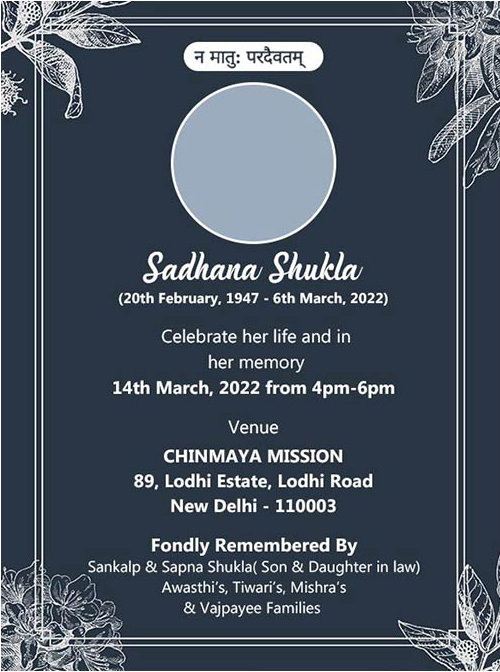 न मातु: परदैवतम्
Sadhana Shukla
(20th February, 1947 - 6th March, 2022)
Celebrate her life and in
her memory
14th March, 2022 from 4pm-6pm
Venue
CHINMAYA MISSION
89, Lodhi Estate, Lodhi Road
New Delhi - 110003
Fondly Remembered By
Sankalp & Sapna Shukla( Son & Daughter in law)
Awasthi's, Tiwari's, Mishra's
& Vajpayee Families